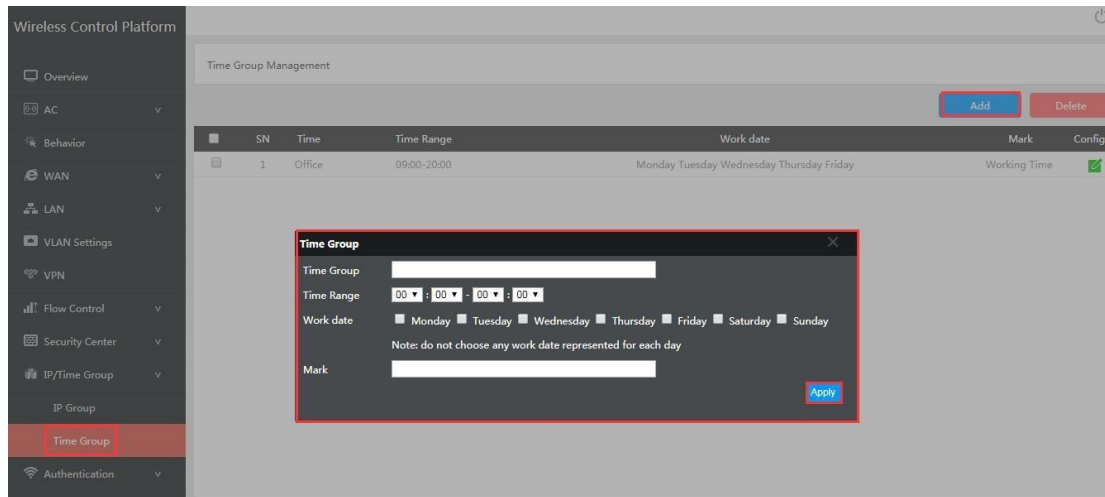 Wireless Control Platform
Overview
AC
Behavior
WAN
LAN
VLAN Settings
VPN
Flow Control
Security Center
IP/Time Group
IP Group
Time Group
Authentication
Time Group Management
Add Delete
SN Time Time Range Work date Mark Config
1 Office 09:00-20:00 Monday Tuesday Wednesday Thursday Friday Working Time
Time Group
Time Group
Time Range 00 : 00 - 00 : 00
Work date Monday Tuesday Wednesday Thursday Friday Saturday Sunday
Note: do not choose any work date represented for each day
Mark
Apply